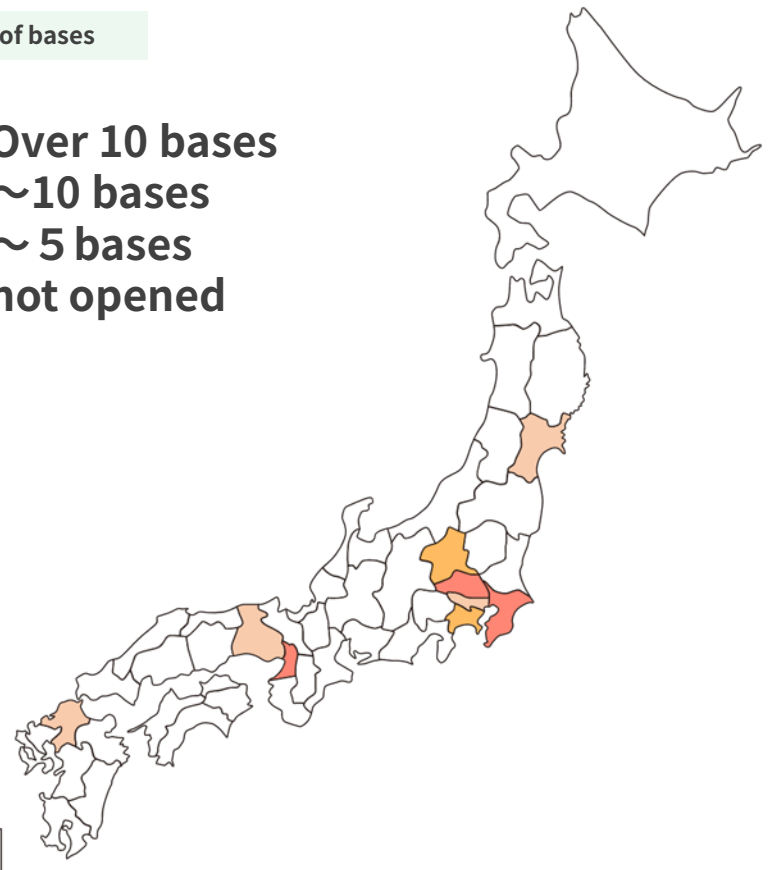 of bases
Over 10 bases
～10 bases
～ 5 bases
not opened